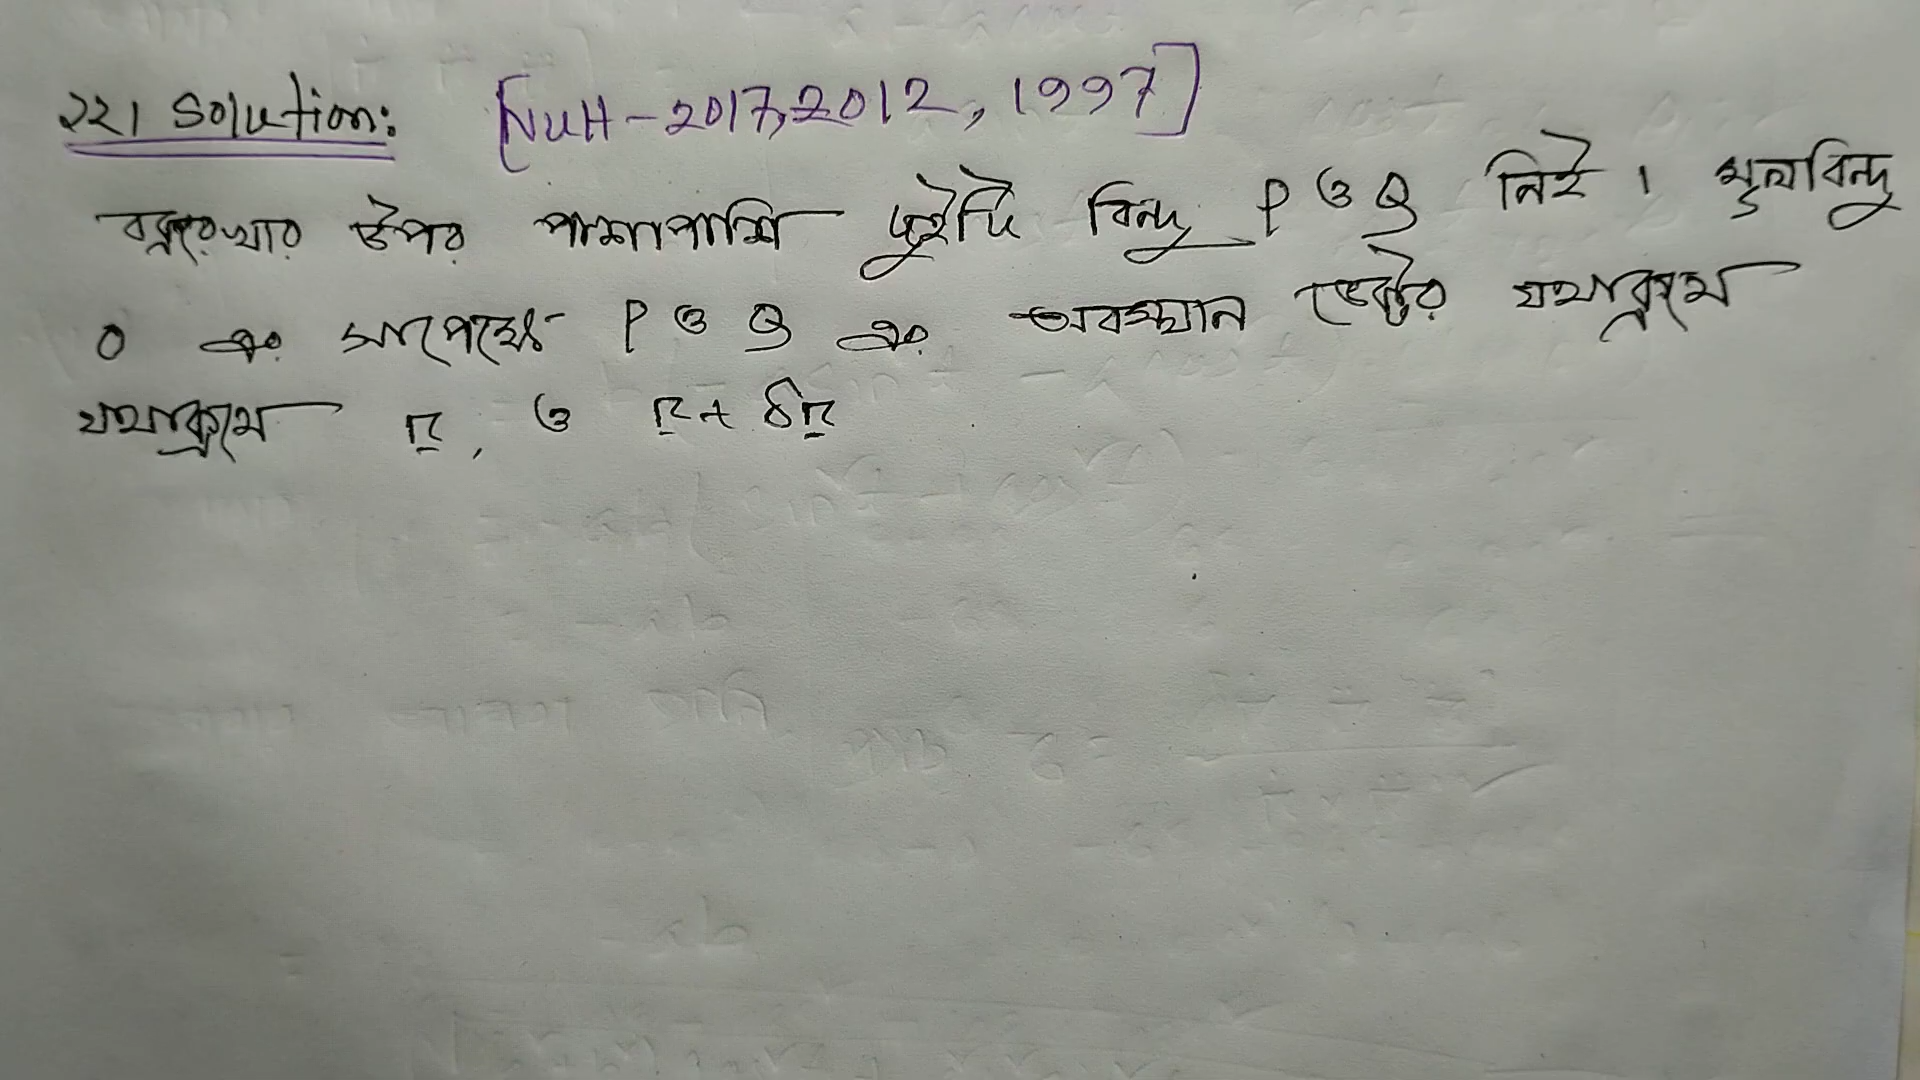 ২২। Solution: [NUH-2017,2012, 1997]
বক্ররেখার উপর পাশাপাশি দুইটি বিন্দু P ও Q নিই । মূলবিন্দু
O এর সাপেক্ষে P ও Q এর অবস্থান ভেক্টর যথাক্রমে
যথাক্রমে r, ও r + δr